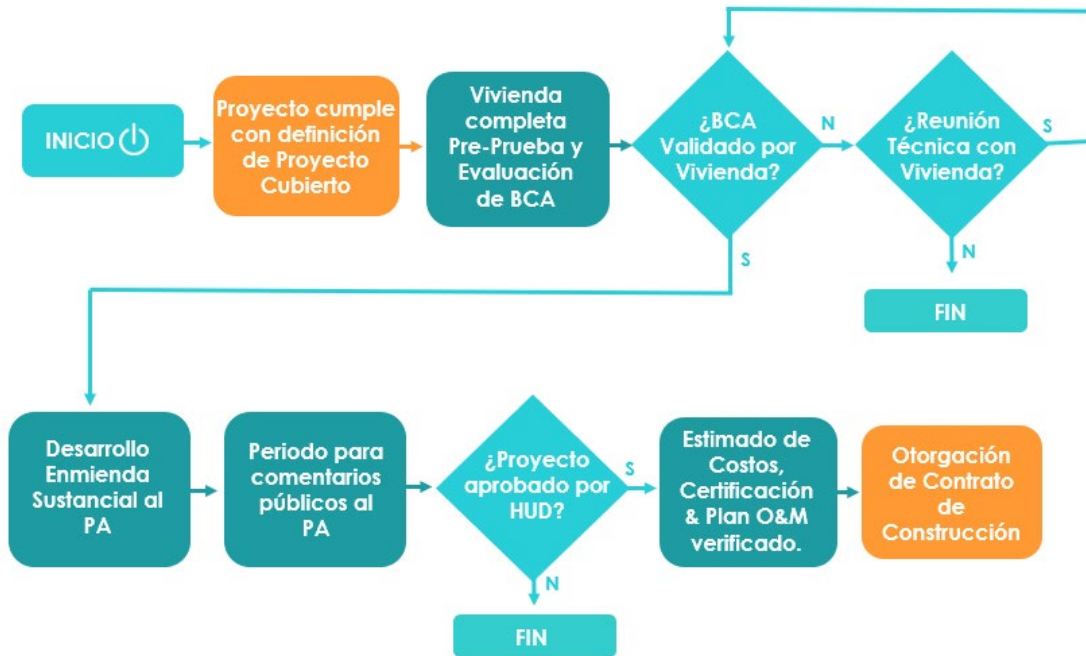 INICIO
Proyecto cumple
con definición
de Proyecto
Cubierto
Vivienda
completa
Pre-Prueba y
Evaluación
de BCA
¿BCA
Validado por
Vivienda?
N
¿Reunión
Técnica con
Vivienda?
S
S
N
FIN
Desarrollo
Enmienda
Sustancial al
PA
Periodo para
comentarios
públicos al
PA
¿Proyecto
aprobado por
HUD?
S
N
FIN
Estimado de
Costos,
Certificación
& Plan O&M
verificado.
Otorgación
de Contrato
de
Construcción